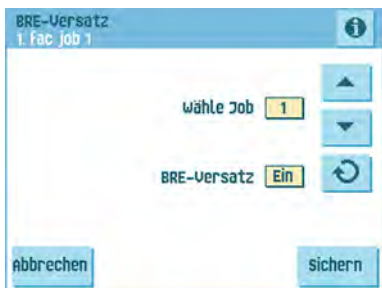 BRE-Versatz
1. Fac job 1
Wähle Job 1
BRE-Versatz Ein
Abbrechen
Sichern